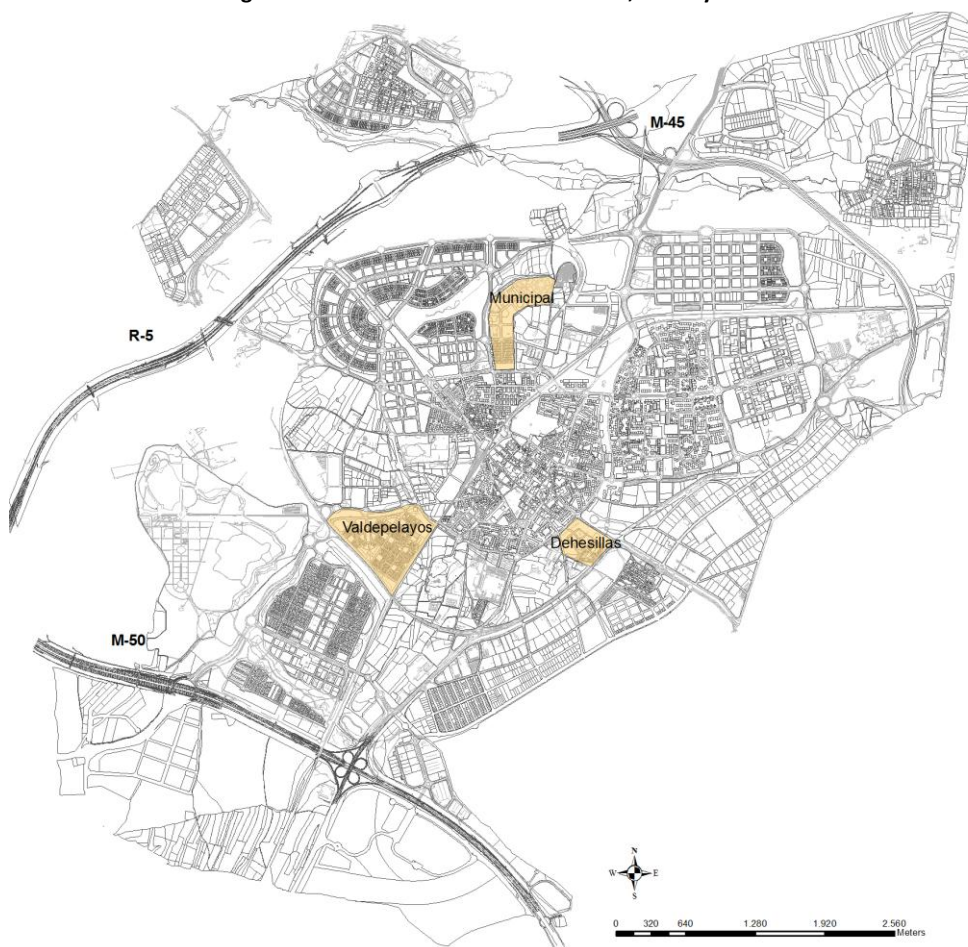 M-45
Municipal
R-5
Valdepelayos
Dehesillas
M-50
N
W E
S
0 320 640 1.280 1.920 2.560
Meters